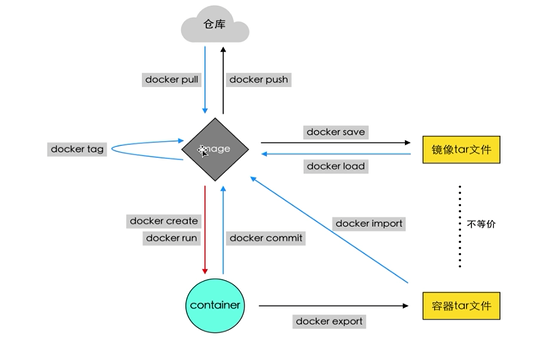 仓库
docker pull
docker push
docker tag
image
docker save
docker load
镜像tar文件
不等价
docker create
docker run
docker commit
docker import
container
docker export
容器tar文件